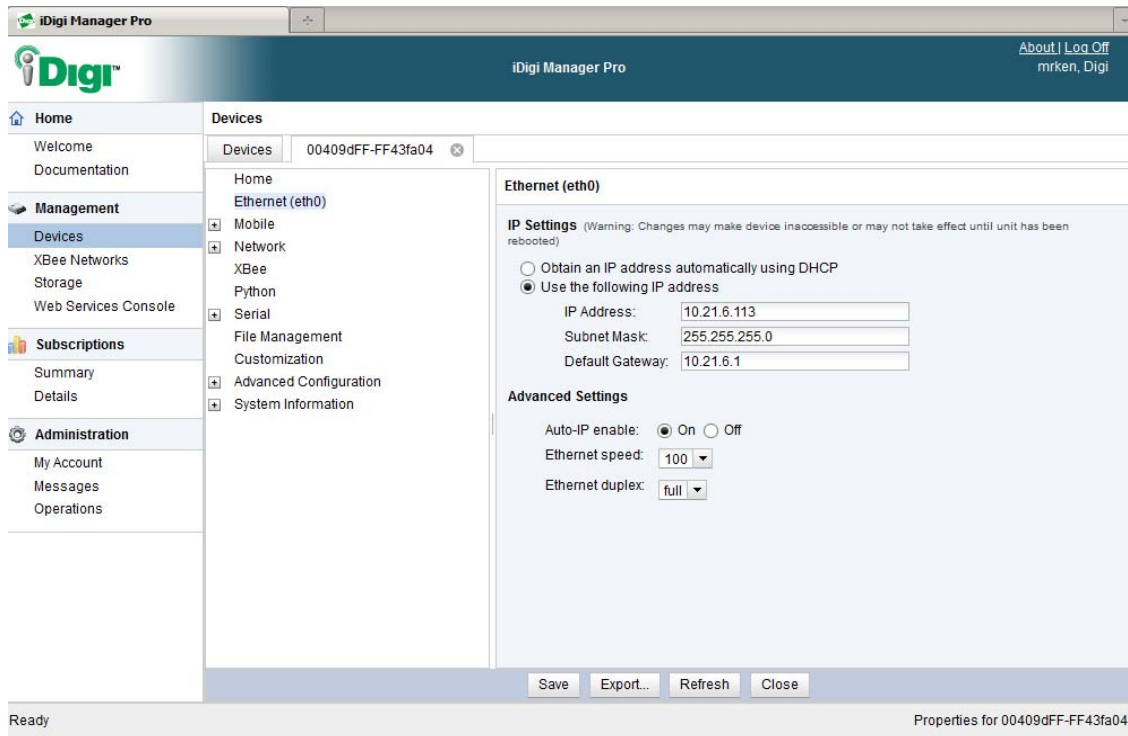 iDigi Manager Pro
iDigi™
iDigi Manager Pro
About | Log Off
mrken, Digi
Home
Welcome
Documentation
Management
Devices
XBee Networks
Storage
Web Services Console
Subscriptions
Summary
Details
Administration
My Account
Messages
Operations
Devices
Devices
00409dFF-FF43fa04
Home
Ethernet (eth0)
Mobile
Network
XBee
Python
Serial
File Management
Customization
Advanced Configuration
System Information
Ethernet (eth0)
IP Settings (Warning: Changes may make device inaccessible or may not take effect until unit has been
rebooted)
Obtain an IP address automatically using DHCP
Use the following IP address
IP Address: 10.21.6.113
Subnet Mask: 255.255.255.0
Default Gateway: 10.21.6.1
Advanced Settings
Auto-IP enable: On Off
Ethernet speed: 100
Ethernet duplex: full
Save Export... Refresh Close
Ready
Properties for 00409dFF-FF43fa04